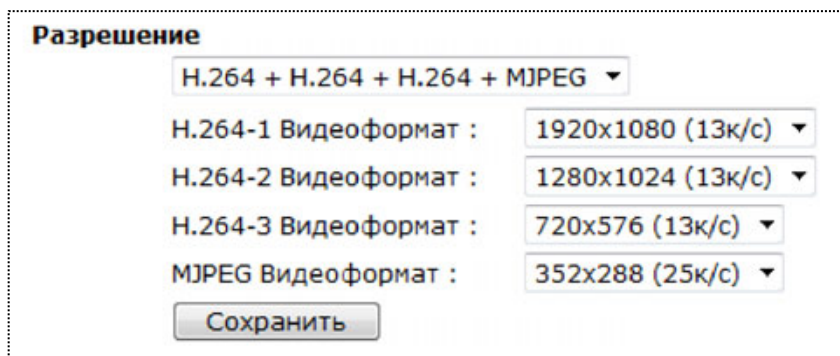 Разрешение
H.264 + H.264 + H.264 + MJPEG
H.264-1 Видеоформат : 1920x1080 (13к/с)
H.264-2 Видеоформат : 1280x1024 (13к/с)
H.264-3 Видеоформат : 720x576 (13к/с)
MJPEG Видеоформат : 352x288 (25к/с)
Сохранить